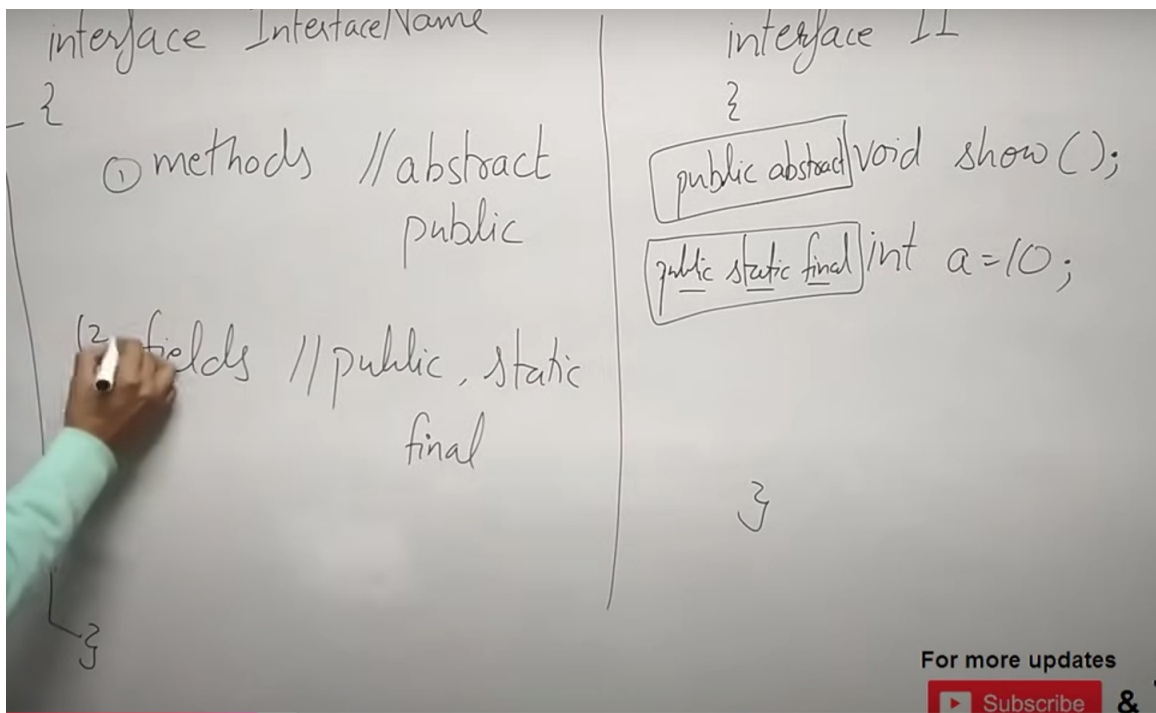 interface InterfaceName
{
① methods //abstract
public
(2 fields //public, static
final
}
interface I1
{
public abstract void show();
public static final int a=10;
}
For more updates
Subscribe &